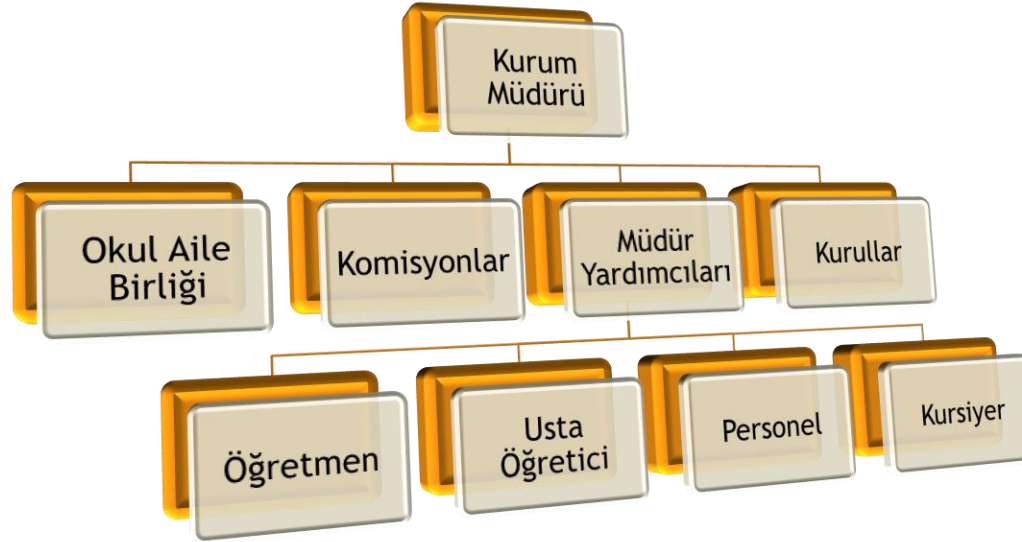 Kurum
Müdürü
Okul Aile
Birliği
Komisyonlar
Müdür
Yardımcıları
Kurullar
Öğretmen
Usta
Öğretici
Personel
Kursiyer